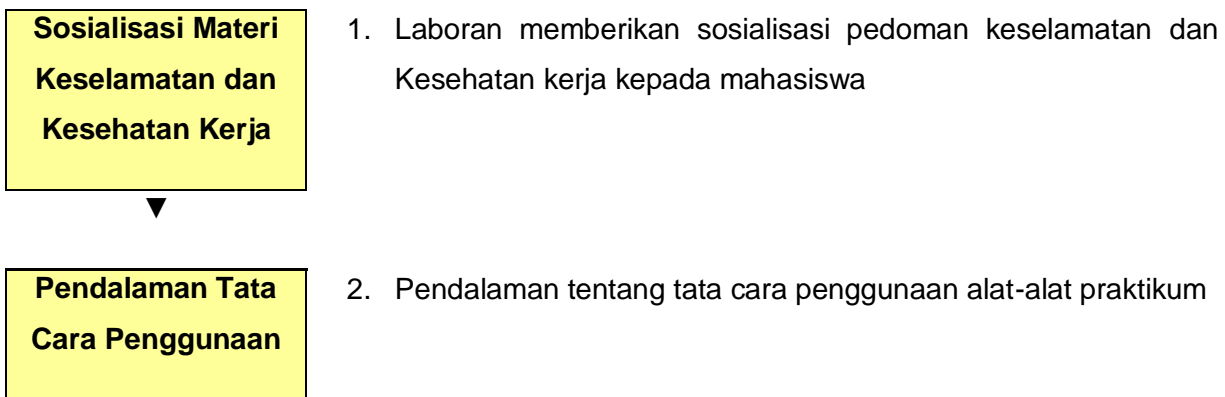 Sosialisasi Materi
Keselamatan dan
Kesehatan Kerja
1. Laboran memberikan sosialisasi pedoman keselamatan dan
Kesehatan kerja kepada mahasiswa
▼
Pendalaman Tata
Cara Penggunaan
2. Pendalaman tentang tata cara penggunaan alat-alat praktikum